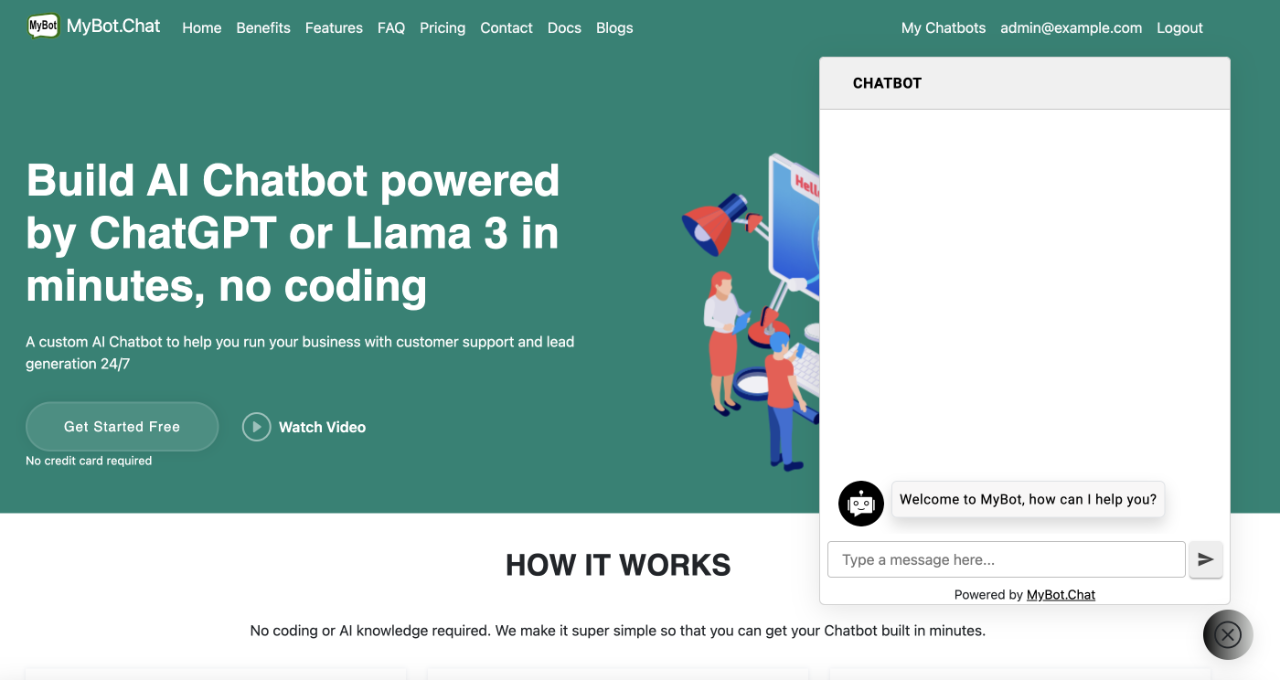 MyBot MyBot.Chat Home Benefits Features FAQ Pricing Contact Docs Blogs My Chatbots admin@example.com Logout
Build AI Chatbot powered
by ChatGPT or Llama 3 in
minutes, no coding
A custom AI Chatbot to help you run your business with customer support and lead
generation 24/7
Get Started Free
Watch Video
No credit card required
Hell
CHATBOT
Welcome to MyBot, how can I help you?
Type a message here...
Powered by MyBot.Chat
HOW IT WORKS
No coding or AI knowledge required. We make it super simple so that you can get your Chatbot built in minutes.